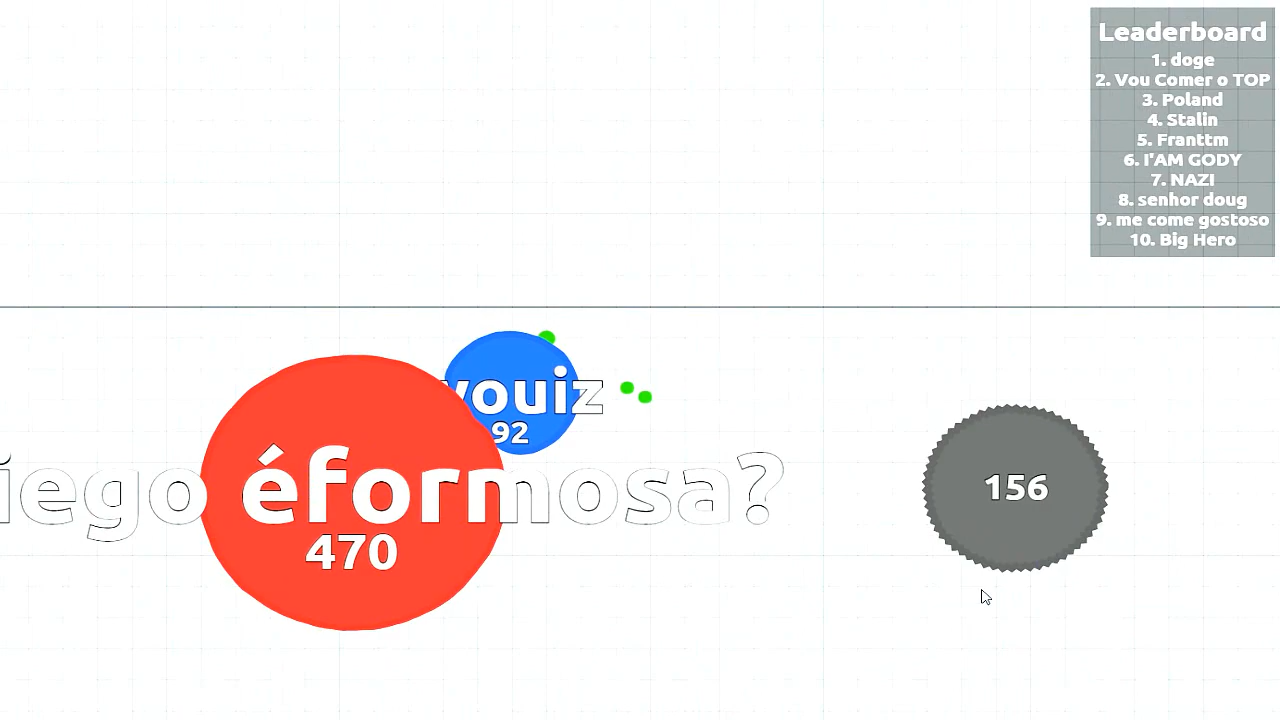 Leaderboard
1. doge
2. Vou Comer o TOP
3. Poland
4. Stalin
5. Franttm
6. I'AM GODY
7. NAZI
8. senhor doug
9. me come gostoso
10. Big Hero
vouiz
92
iego éformosa?
470
156